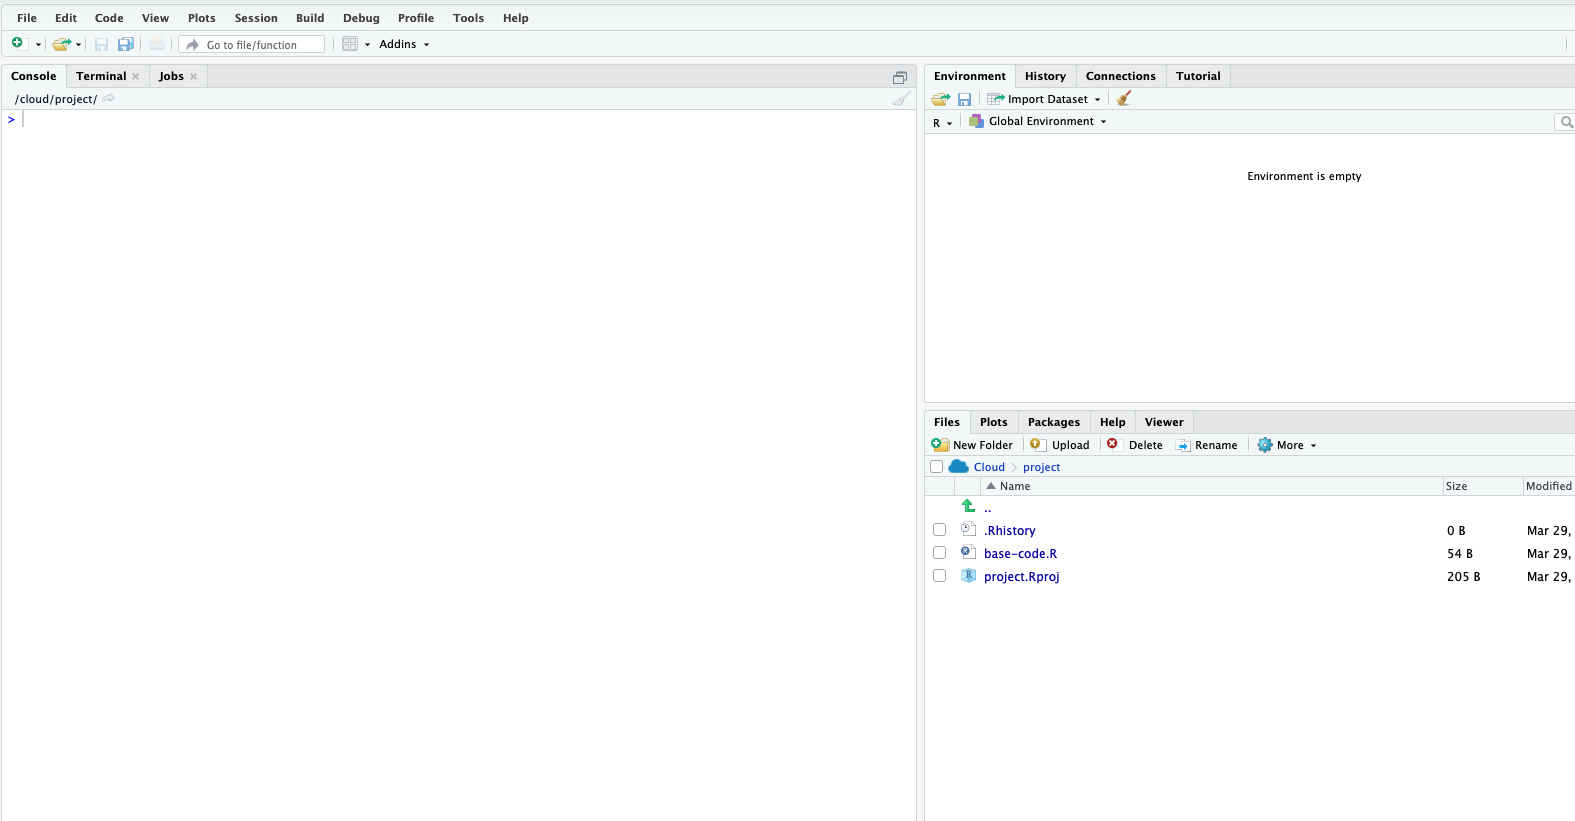 File Edit Code View Plots Session Build Debug Profile Tools Help
Go to file/function Addins
Console Terminal Jobs
/cloud/project/
>
Environment History Connections Tutorial
Import Dataset
R Global Environment
Environment is empty
Files Plots Packages Help Viewer
New Folder Upload Delete Rename More
Cloud project
Name Size Modified
..
.Rhistory 0 B Mar 29,
base-code.R 54 B Mar 29,
project.Rproj 205 B Mar 29,